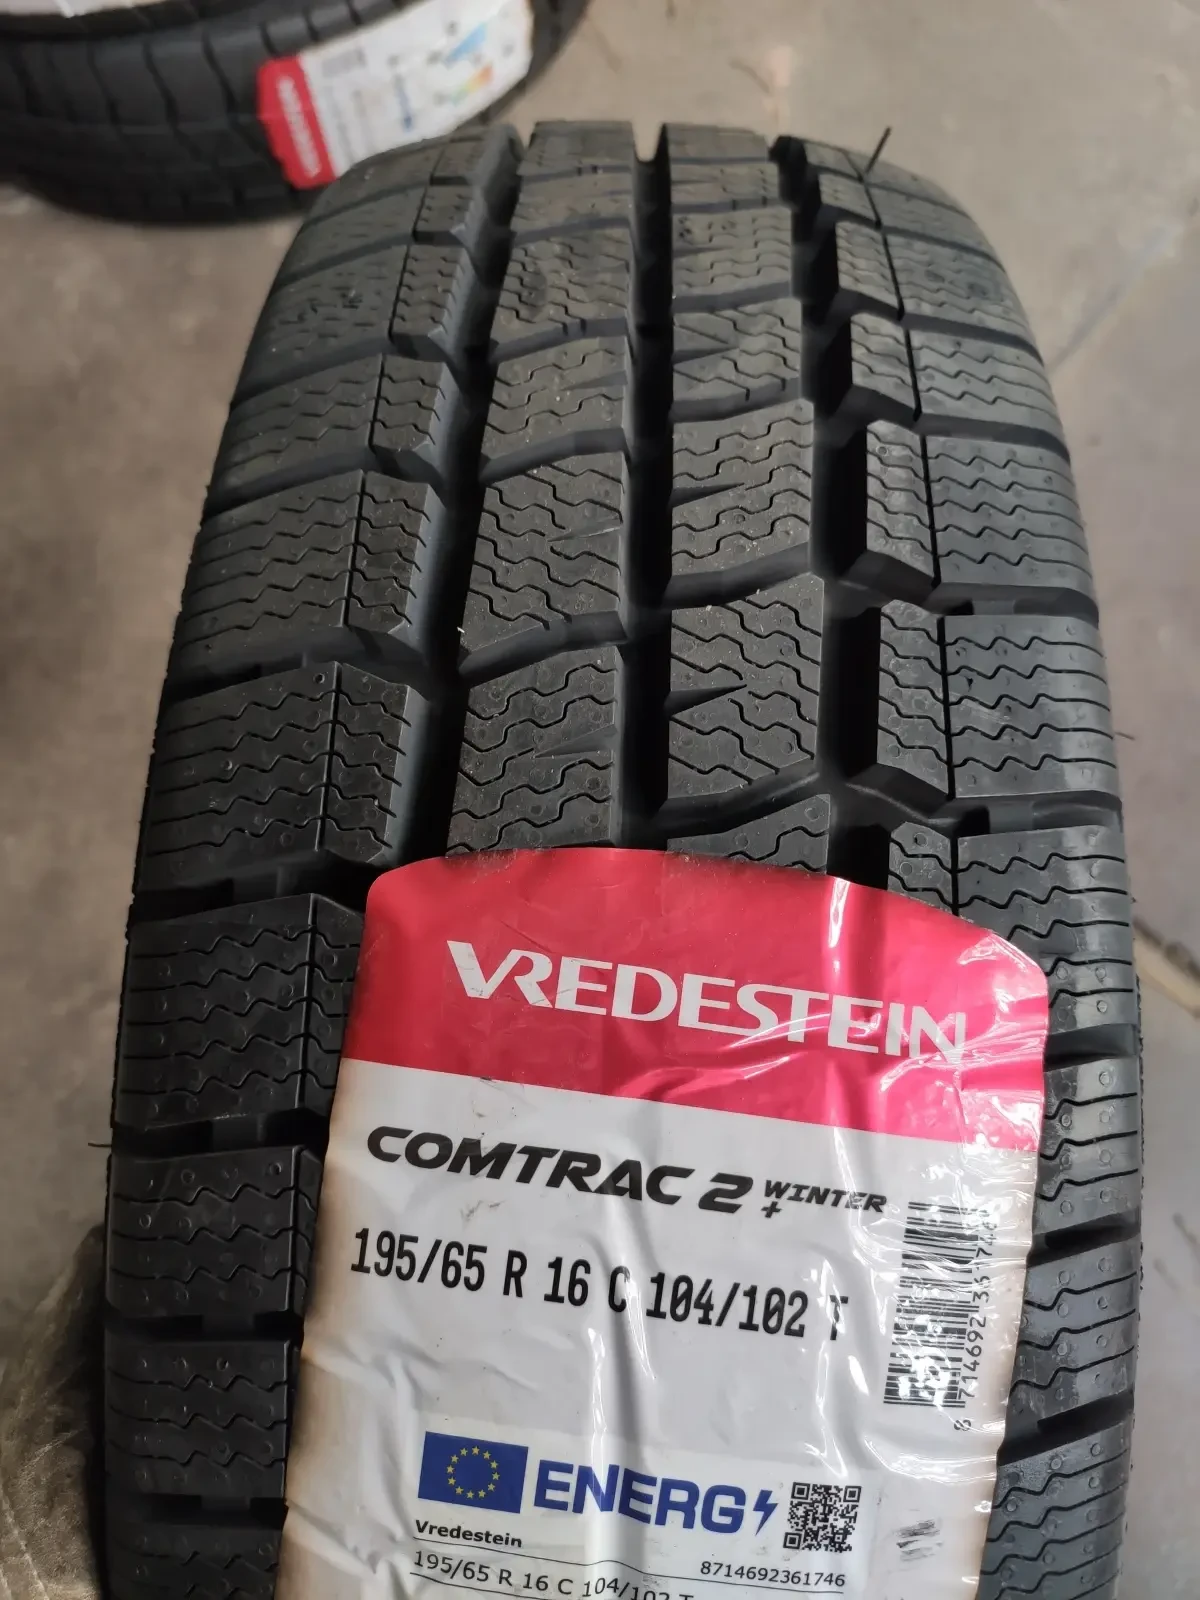 VREDESTEIN
COMTRAC 2 WINTER
+
195/65 R 16 C 104/102 T
ENERG
Vredestein
8714692361746
195/65 R 16 C 104/102 T